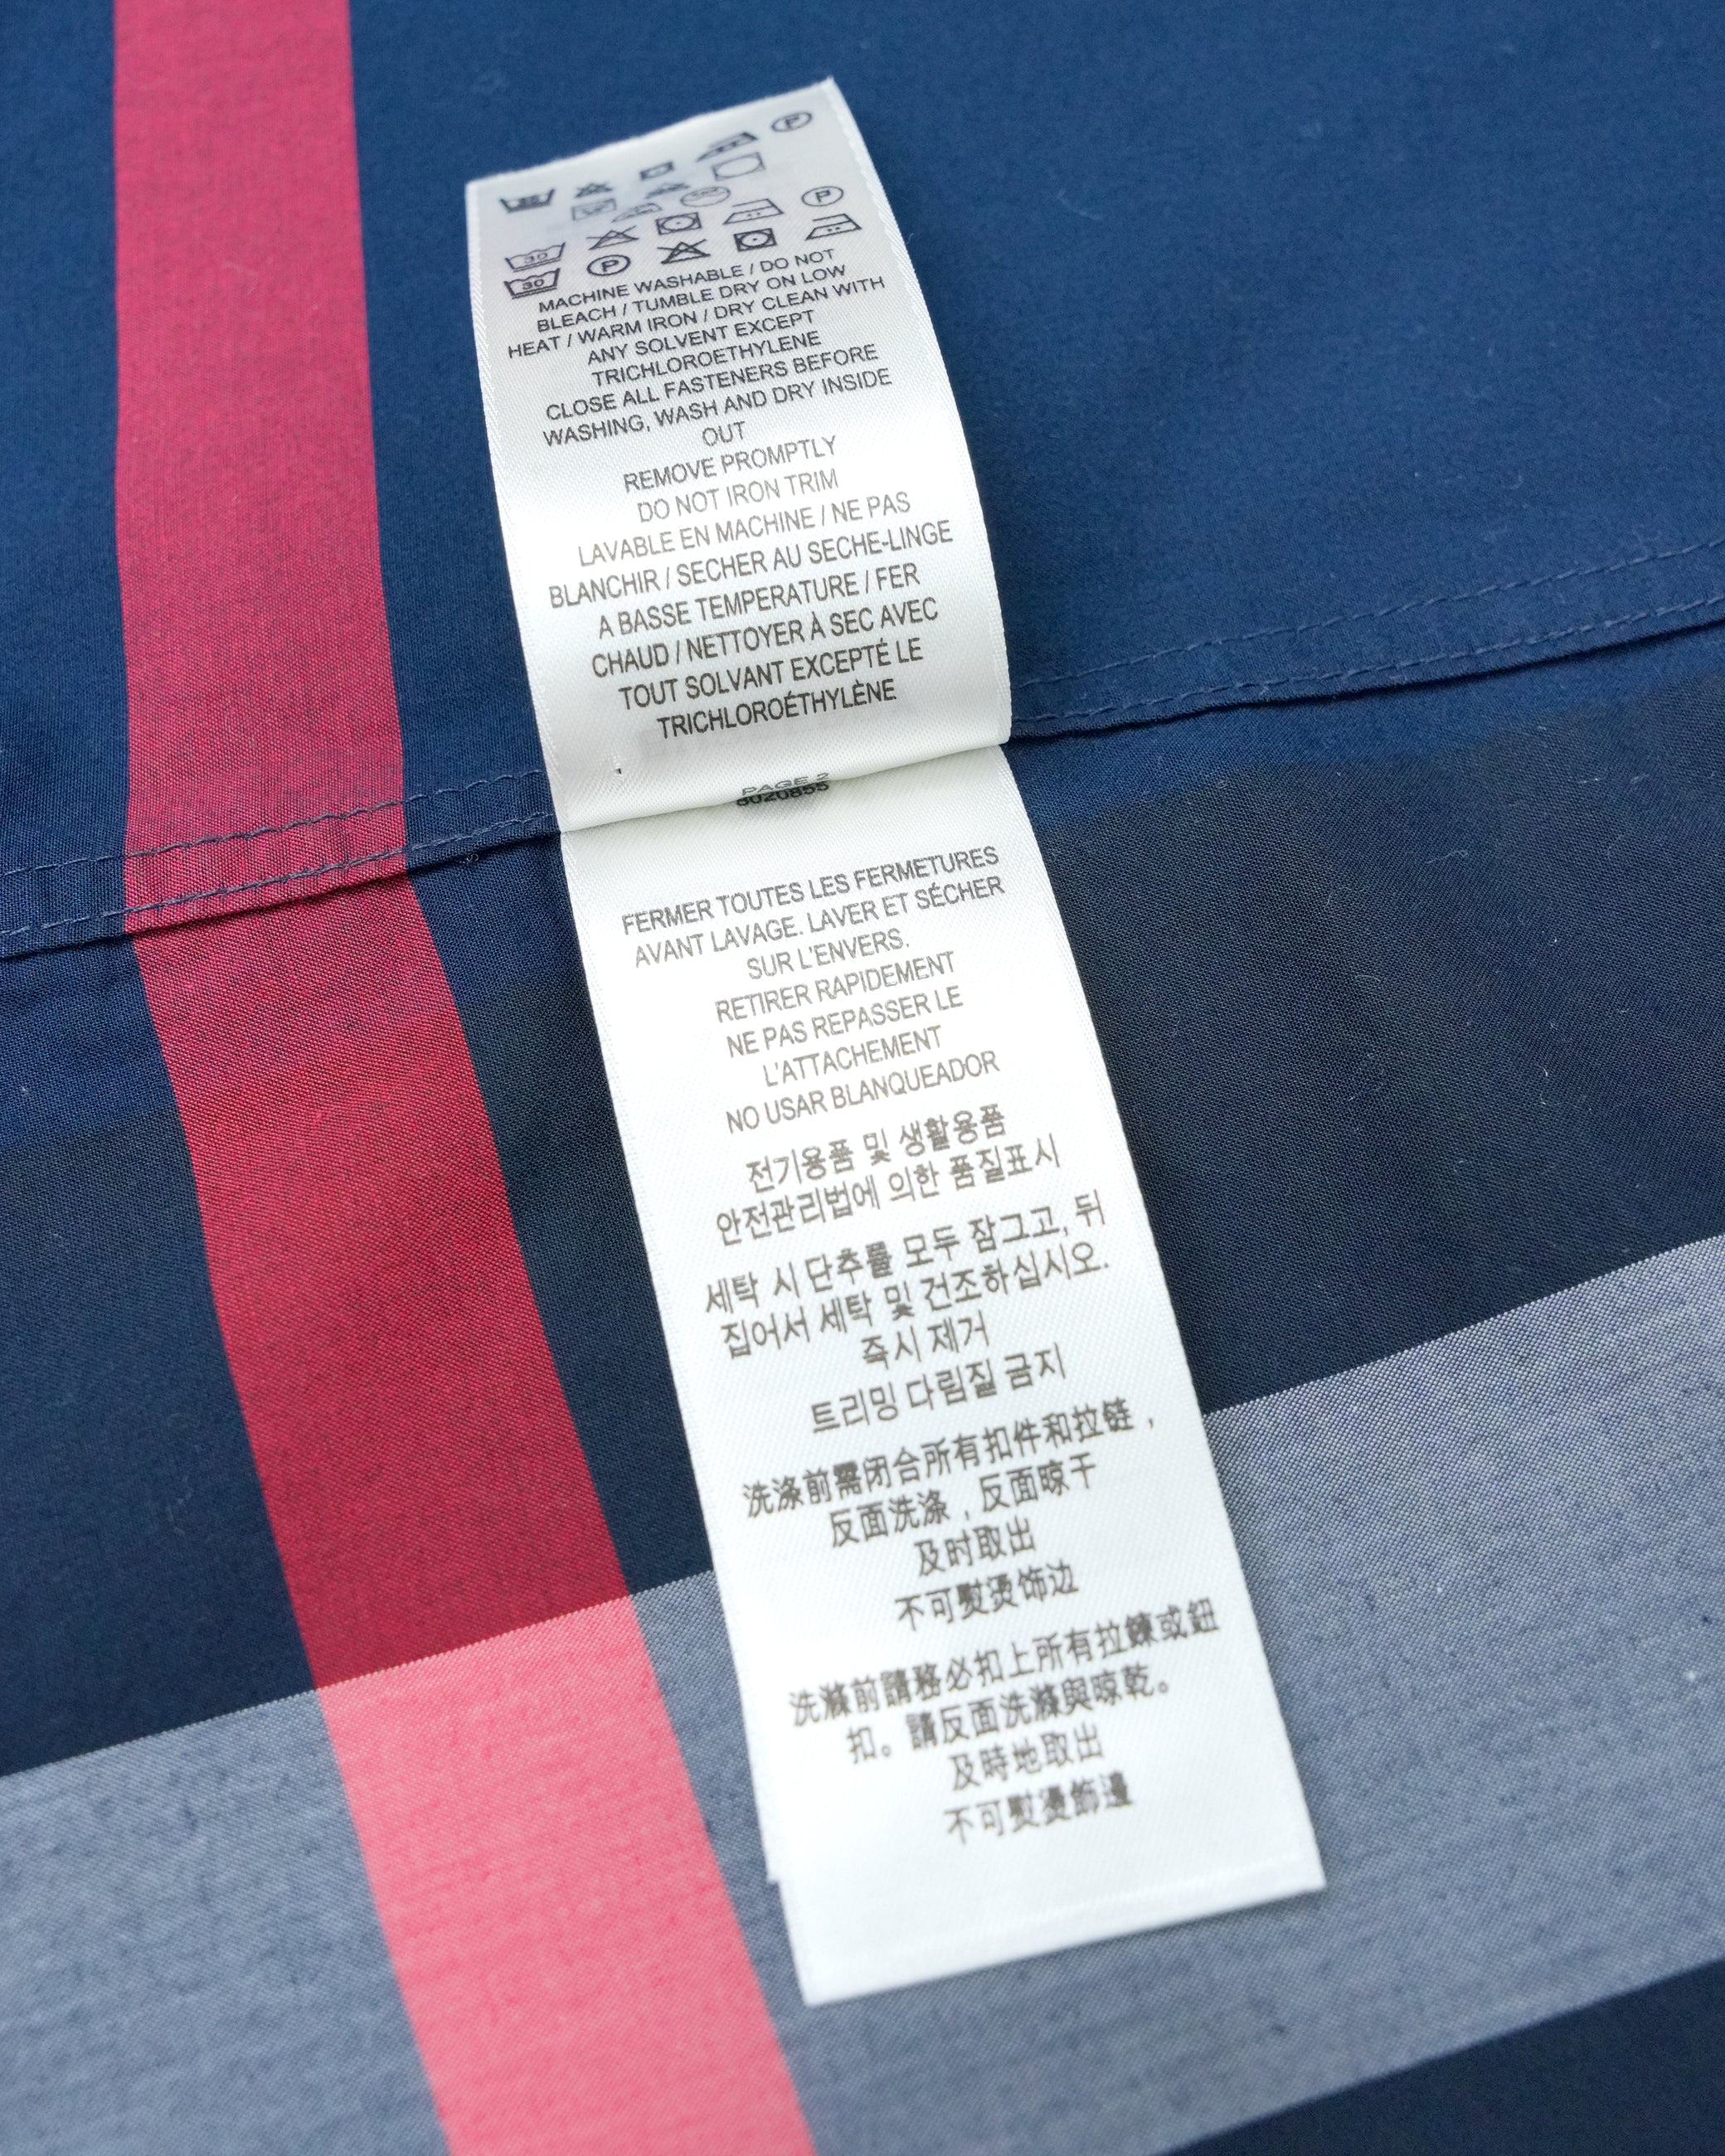 30 P
30 P
MACHINE WASHABLE / DO NOT
BLEACH / TUMBLE DRY ON LOW
HEAT / WARM IRON / DRY CLEAN WITH
ANY SOLVENT EXCEPT
TRICHLOROETHYLENE
CLOSE ALL FASTENERS BEFORE
WASHING, WASH AND DRY INSIDE
OUT
REMOVE PROMPTLY
DO NOT IRON TRIM
LAVABLE EN MACHINE / NE PAS
BLANCHIR / SECHER AU SECHE-LINGE
A BASSE TEMPERATURE / FER
CHAUD / NETTOYER À SEC AVEC
TOUT SOLVANT EXCEPTÉ LE
TRICHLOROÉTHYLÈNE
PAGE 2
8020855
FERMER TOUTES LES FERMETURES
AVANT LAVAGE. LAVER ET SÉCHER
SUR L'ENVERS.
RETIRER RAPIDEMENT
NE PAS REPASSER LE
L'ATTACHEMENT
NO USAR BLANQUEADOR
전기용품 및 생활용품
안전관리법에 의한 품질표시
세탁 시 단추를 모두 잠그고, 뒤
집어서 세탁 및 건조하십시오.
즉시 제거
트리밍 다림질 금지
洗涤前需闭合所有扣件和拉链，
反面洗涤，反面晾干
及时取出
不可熨烫饰边
洗滌前請務必扣上所有拉鍊或鈕
扣。請反面洗滌與晾乾。
及時地取出
不可熨燙飾邊